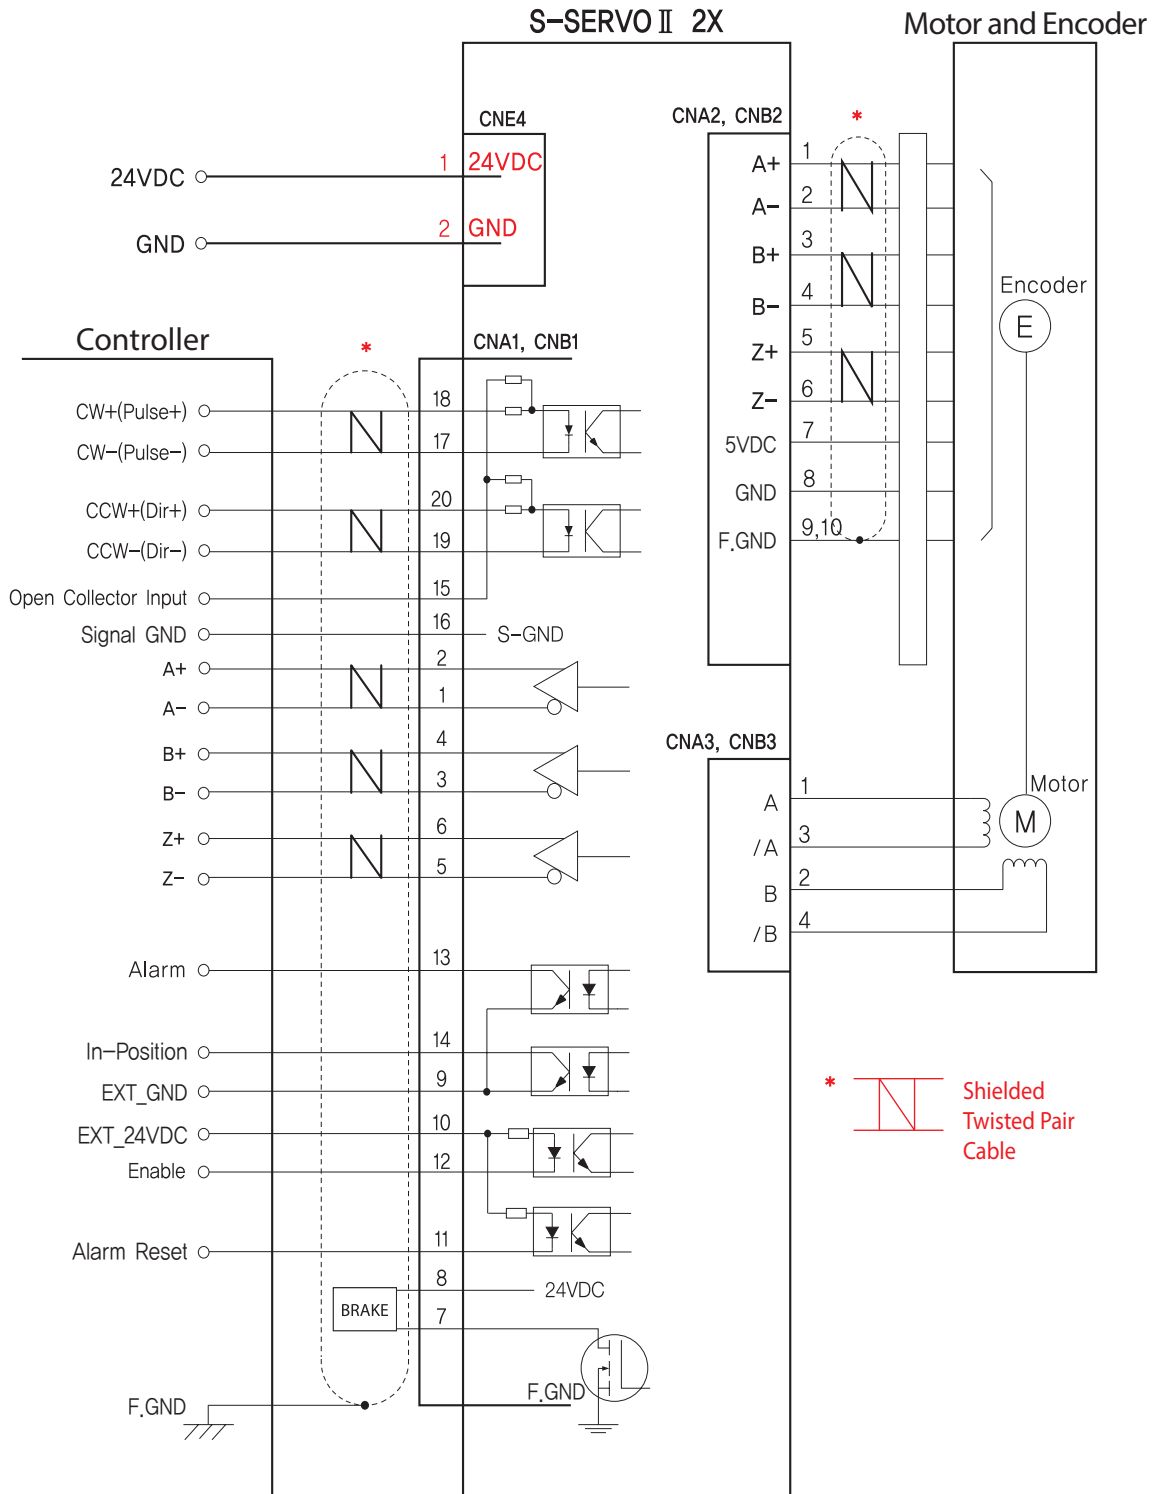 S-SERVO Ⅱ 2X
Motor and Encoder
CNE4
24VDC
1 24VDC
GND
2 GND
CNA2, CNB2
*
A+ 1
A- 2
B+ 3
B- 4
Z+ 5
Z- 6
5VDC 7
GND 8
F.GND 9,10
Encoder
E
Controller
*
CNA1, CNB1
CW+(Pulse+) 18
CW-(Pulse-) 17
CCW+(Dir+) 20
CCW-(Dir-) 19
Open Collector Input 15
Signal GND 16 S-GND
A+ 2
A- 1
B+ 4
B- 3
Z+ 6
Z- 5
CNA3, CNB3
A 1
/A 3
B 2
/B 4
Motor
M
Alarm 13
In-Position 14
EXT_GND 9
EXT_24VDC 10
Enable 12
Alarm Reset 11
BRAKE
8 24VDC
7
F.GND
F.GND
* Shielded
Twisted Pair
Cable